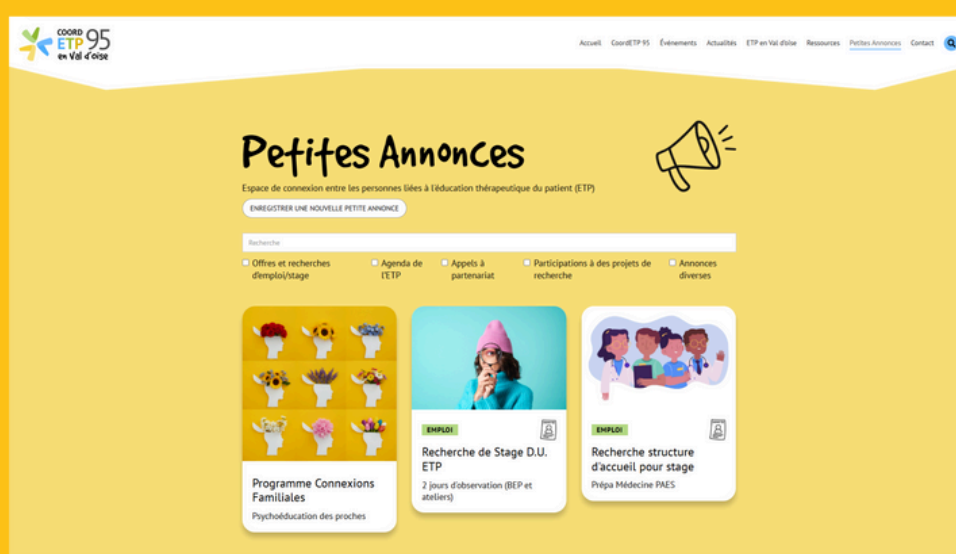 COORD
ETP 95
en Val d'oise
Accueil CoordETP 95 Événements Actualités ETP en Val d'oise Ressources Petites Annonces Contact
Petites Annonces
Espace de connexion entre les personnes liées à l'éducation thérapeutique du patient (ETP)
ENREGISTRER UNE NOUVELLE PETITE ANNONCE
Recherche
Offres et recherches
d'emploi/stage
Agenda de
l'ETP
Appels à
partenariat
Participations à des projets de
recherche
Annonces
diverses
Programme Connexions
Familiales
Psychoéducation des proches
EMPLOI
Recherche de Stage D.U.
ETP
2 jours d'observation (BEP et
ateliers)
EMPLOI
Recherche structure
d'accueil pour stage
Prépa Médecine PAES